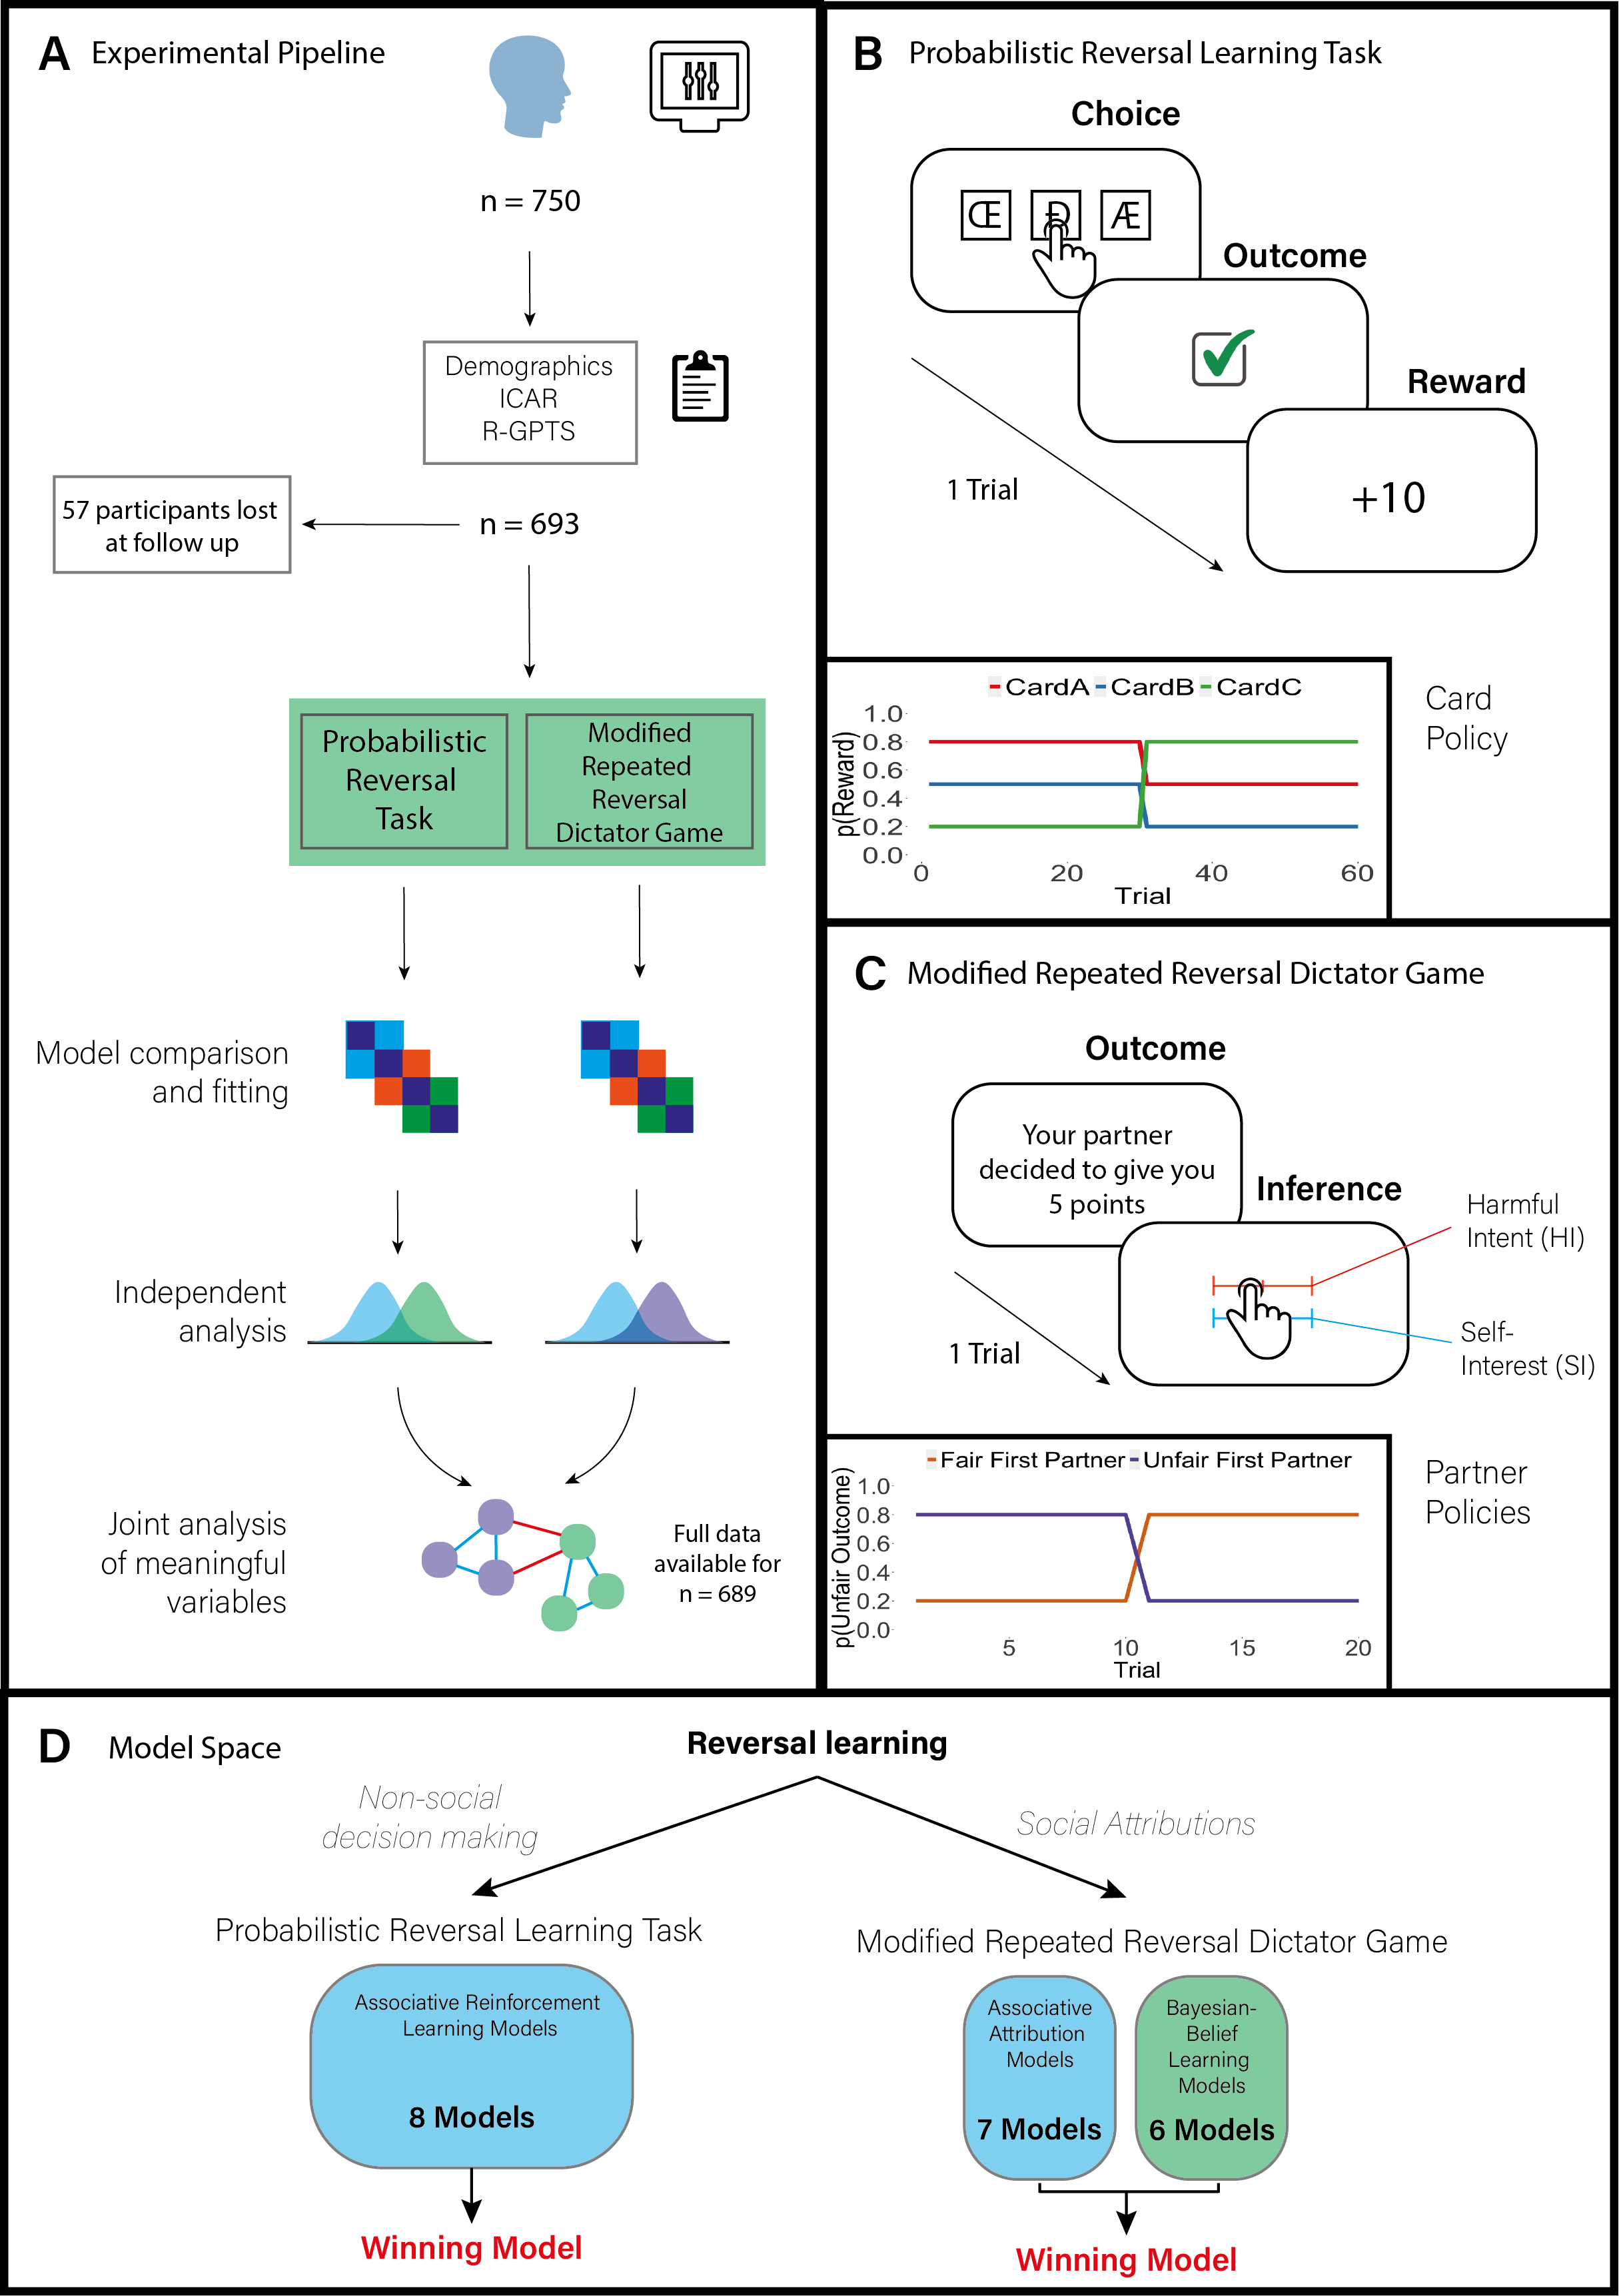 A Experimental Pipeline
n = 750
Demographics
ICAR
R-GPTS
57 participants lost
at follow up
n = 693
Probabilistic
Reversal
Task
Modified
Repeated
Reversal
Dictator Game
Model comparison
and fitting
Independent
analysis
Joint analysis
of meaningful
variables
Full data
available for
n = 689
B Probabilistic Reversal Learning Task
Choice
Œ Ð Æ
Outcome
Reward
+10
1 Trial
CardA CardB CardC
p(Reward)
1.0
0.8
0.6
0.4
0.2
0.0
0 20 40 60
Trial
Card
Policy
C Modified Repeated Reversal Dictator Game
Outcome
Your partner
decided to give you
5 points
Inference
Harmful
Intent (HI)
Self-
Interest (SI)
1 Trial
Fair First Partner Unfair First Partner
p(Unfair Outcome)
1.0
0.8
0.6
0.4
0.2
0.0
5 10 15 20
Trial
Partner
Policies
D Model Space
Reversal learning
Non-social
decision making
Social Attributions
Probabilistic Reversal Learning Task
Associative Reinforcement
Learning Models
8 Models
Winning Model
Modified Repeated Reversal Dictator Game
Associative
Attribution
Models
7 Models
Bayesian-
Belief
Learning
Models
6 Models
Winning Model